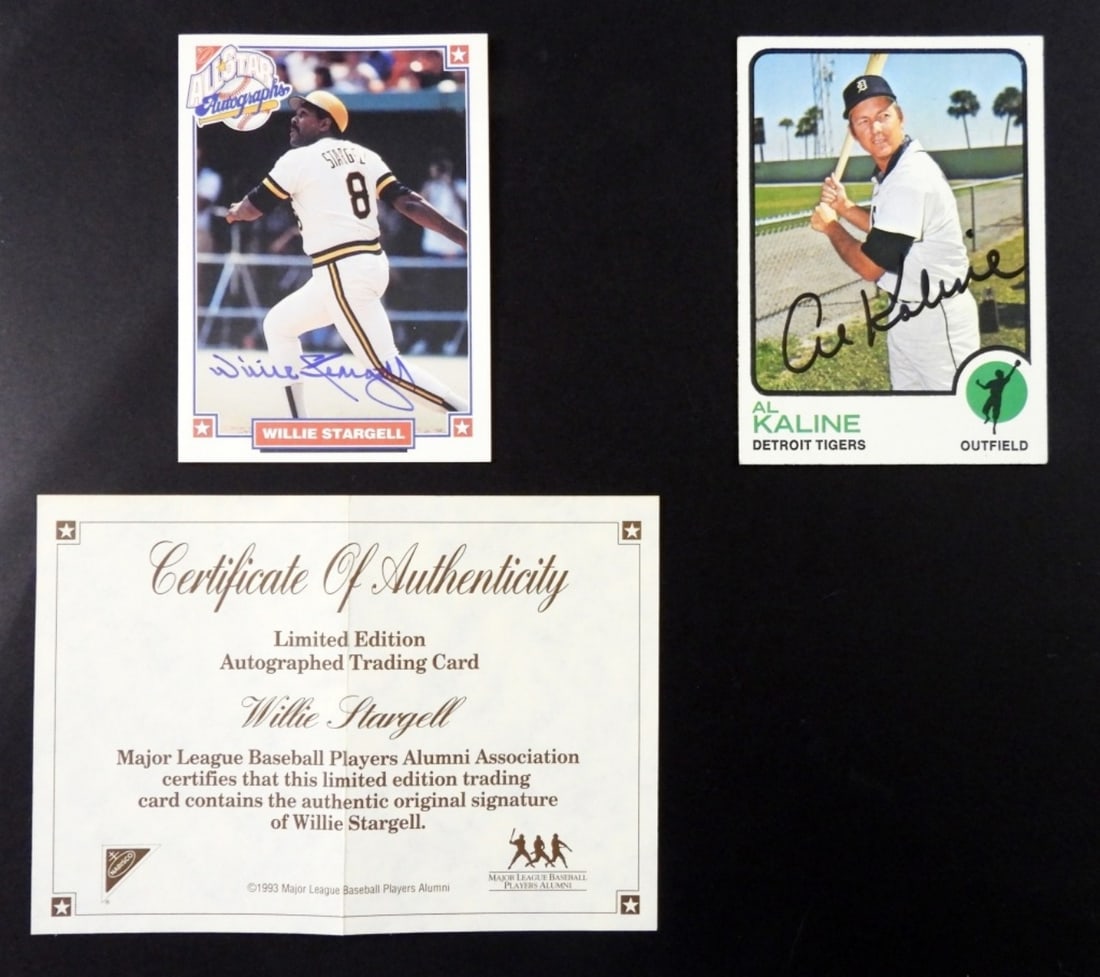 ALL STAR
Autographs
STARGELL
8
Willie Stargell
WILLIE STARGELL
D
Al Kaline
AL
KALINE
DETROIT TIGERS
OUTFIELD
Certificate Of Authenticity
Limited Edition
Autographed Trading Card
Willie Stargell
Major League Baseball Players Alumni Association
certifies that this limited edition trading
card contains the authentic original signature
of Willie Stargell.
NABISCO
©1993 Major League Baseball Players Alumni
MAJOR LEAGUE BASEBALL
PLAYERS ALUMNI